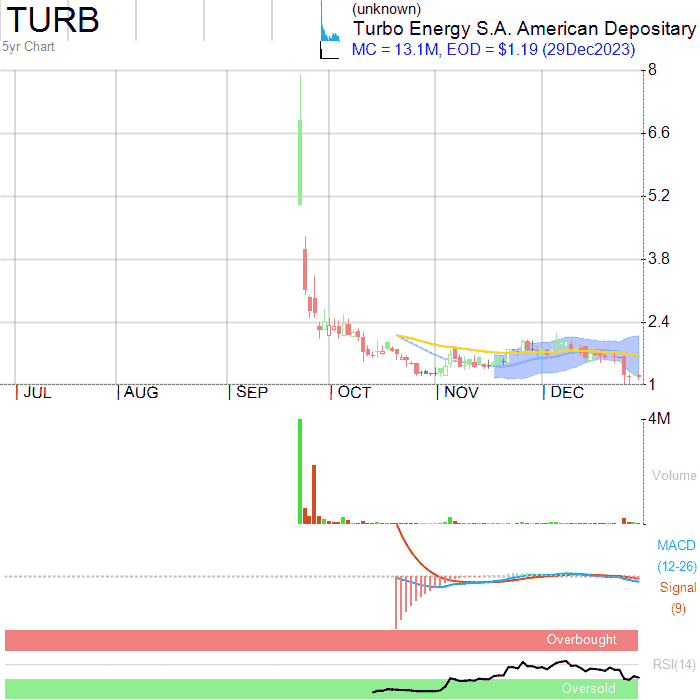 TURB
5yr Chart
(unknown)
Turbo Energy S.A. American Depositary
MC = 13.1M, EOD = $1.19 (29Dec2023)
8
6.6
5.2
3.8
2.4
1
JUL AUG SEP OCT NOV DEC
4M
Volume
MACD
(12-26)
Signal
(9)
Overbought
RSI(14)
Oversold